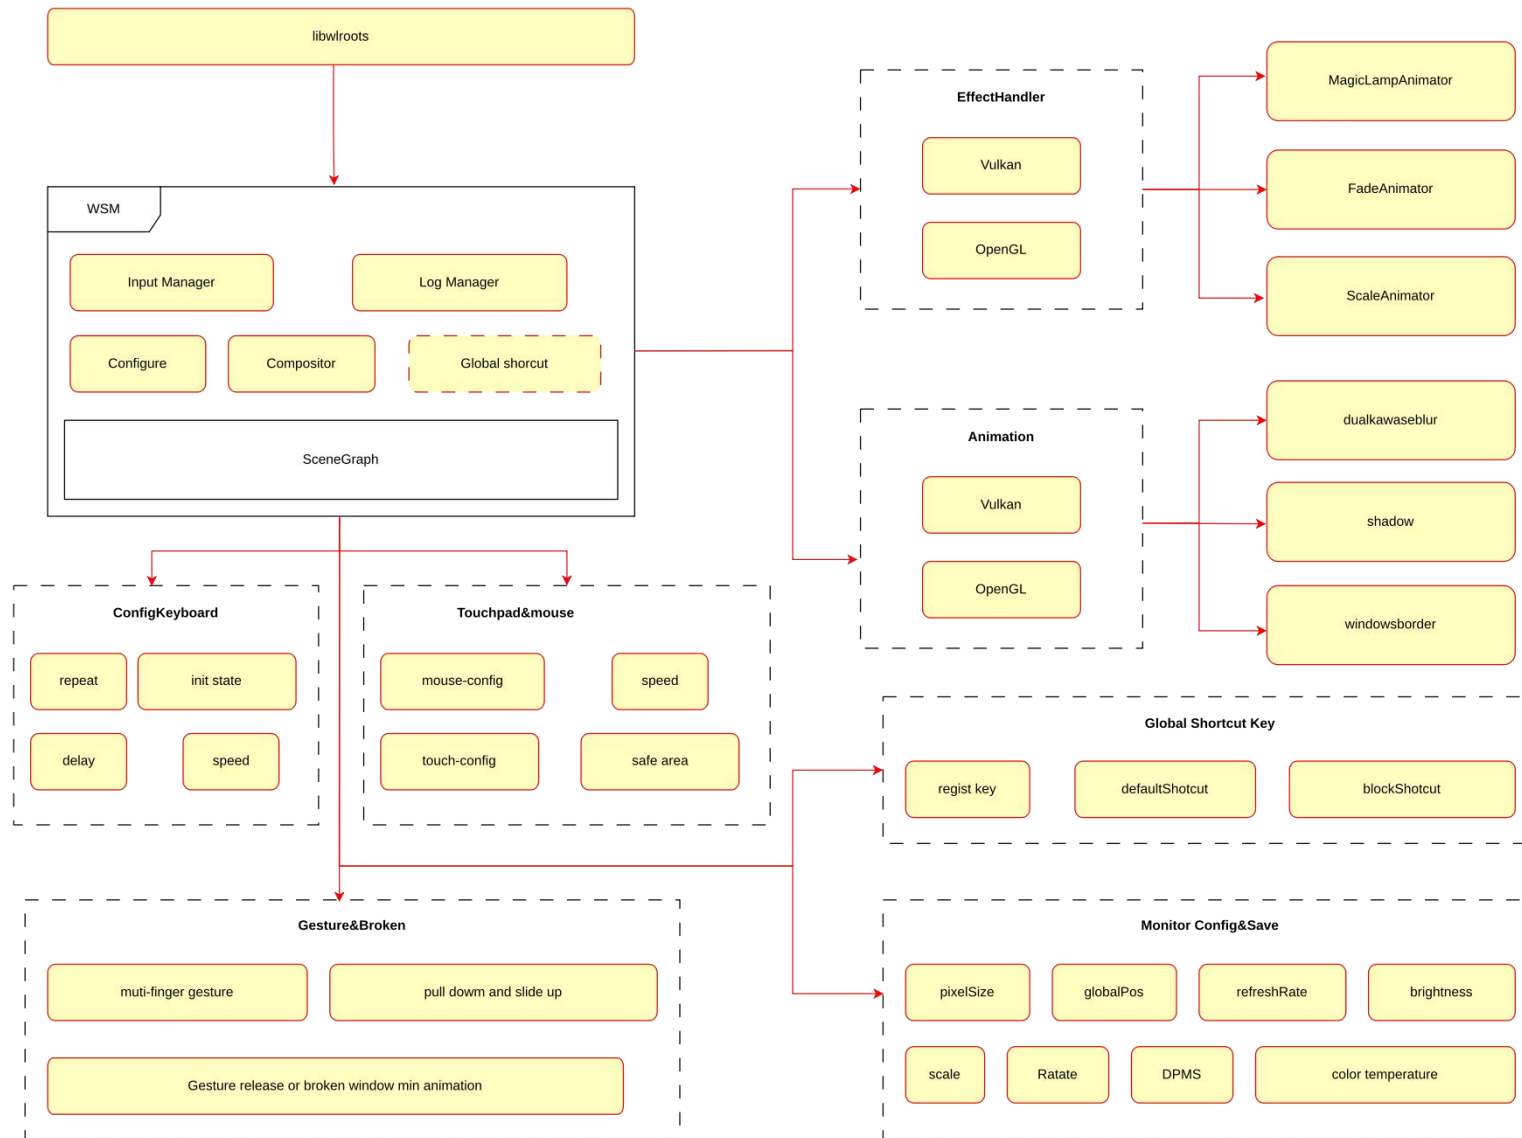 libwlroots
WSM
Input Manager
Log Manager
Configure
Compositor
Global shorcut
SceneGraph
EffectHandler
Vulkan
OpenGL
MagicLampAnimator
FadeAnimator
ScaleAnimator
Animation
Vulkan
OpenGL
dualkawaseblur
shadow
windowsborder
ConfigKeyboard
repeat
init state
delay
speed
Touchpad&mouse
mouse-config
speed
touch-config
safe area
Global Shortcut Key
regist key
defaultShotcut
blockShotcut
Gesture&Broken
muti-finger gesture
pull dowm and slide up
Gesture release or broken window min animation
Monitor Config&Save
pixelSize
globalPos
refreshRate
brightness
scale
Ratate
DPMS
color temperature